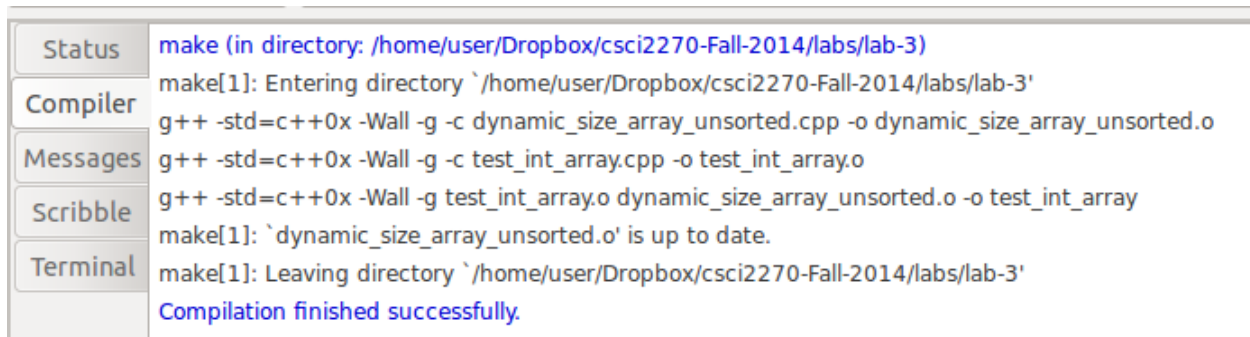 Status
Compiler
Messages
Scribble
Terminal
make (in directory: /home/user/Dropbox/csci2270-Fall-2014/labs/lab-3)
make[1]: Entering directory `/home/user/Dropbox/csci2270-Fall-2014/labs/lab-3'
g++ -std=c++0x -Wall -g -c dynamic_size_array_unsorted.cpp -o dynamic_size_array_unsorted.o
g++ -std=c++0x -Wall -g -c test_int_array.cpp -o test_int_array.o
g++ -std=c++0x -Wall -g test_int_array.o dynamic_size_array_unsorted.o -o test_int_array
make[1]: `dynamic_size_array_unsorted.o' is up to date.
make[1]: Leaving directory `/home/user/Dropbox/csci2270-Fall-2014/labs/lab-3'
Compilation finished successfully.